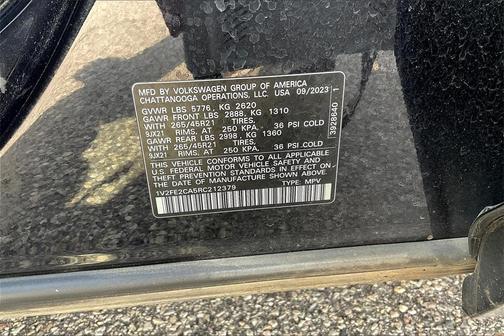 MFD BY VOLKSWAGEN GROUP OF AMERICA
CHATTANOOGA OPERATIONS, LLC. USA 09/2023
GVWR LBS 5776, KG 2620
GAWR FRONT LBS 2888, KG 1310
WITH 265/45R21 TIRES,
9JX21 RIMS, AT 250 KPA, 36 PSI COLD
GAWR REAR LBS 2998, KG 1360
WITH 265/45R21 TIRES,
9JX21 RIMS, AT 250 KPA, 36 PSI COLD
THIS VEHICLE CONFORMS TO ALL APPLICABLE
U.S. FEDERAL MOTOR VEHICLE SAFETY AND
THEFT PREVENTION STANDARDS IN EFFECT ON
THE DATE OF MANUFACTURE SHOWN ABOVE.
1V2FE2CA5RC212379 TYPE: MPV
3928640 1